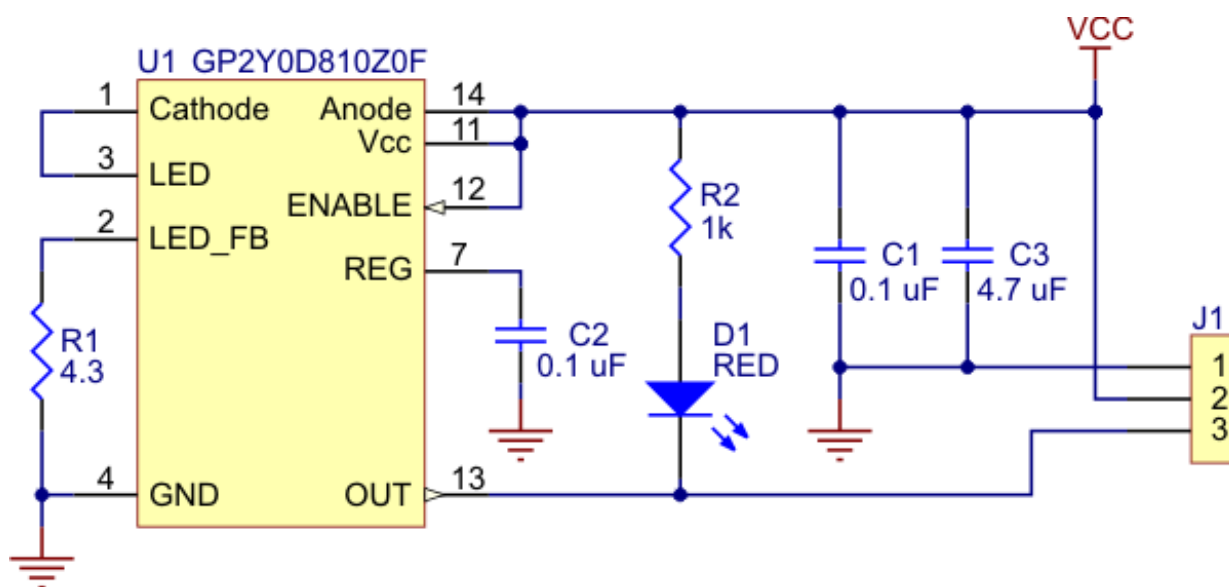 VCC
U1 GP2Y0D810Z0F
1 Cathode Anode 14
Vcc 11
3 LED
ENABLE 12
2 LED_FB
REG 7
R1
4.3
C2
0.1 uF
R2
1k
D1
RED
C1
0.1 uF
C3
4.7 uF
J1
1
2
3
4 GND OUT 13